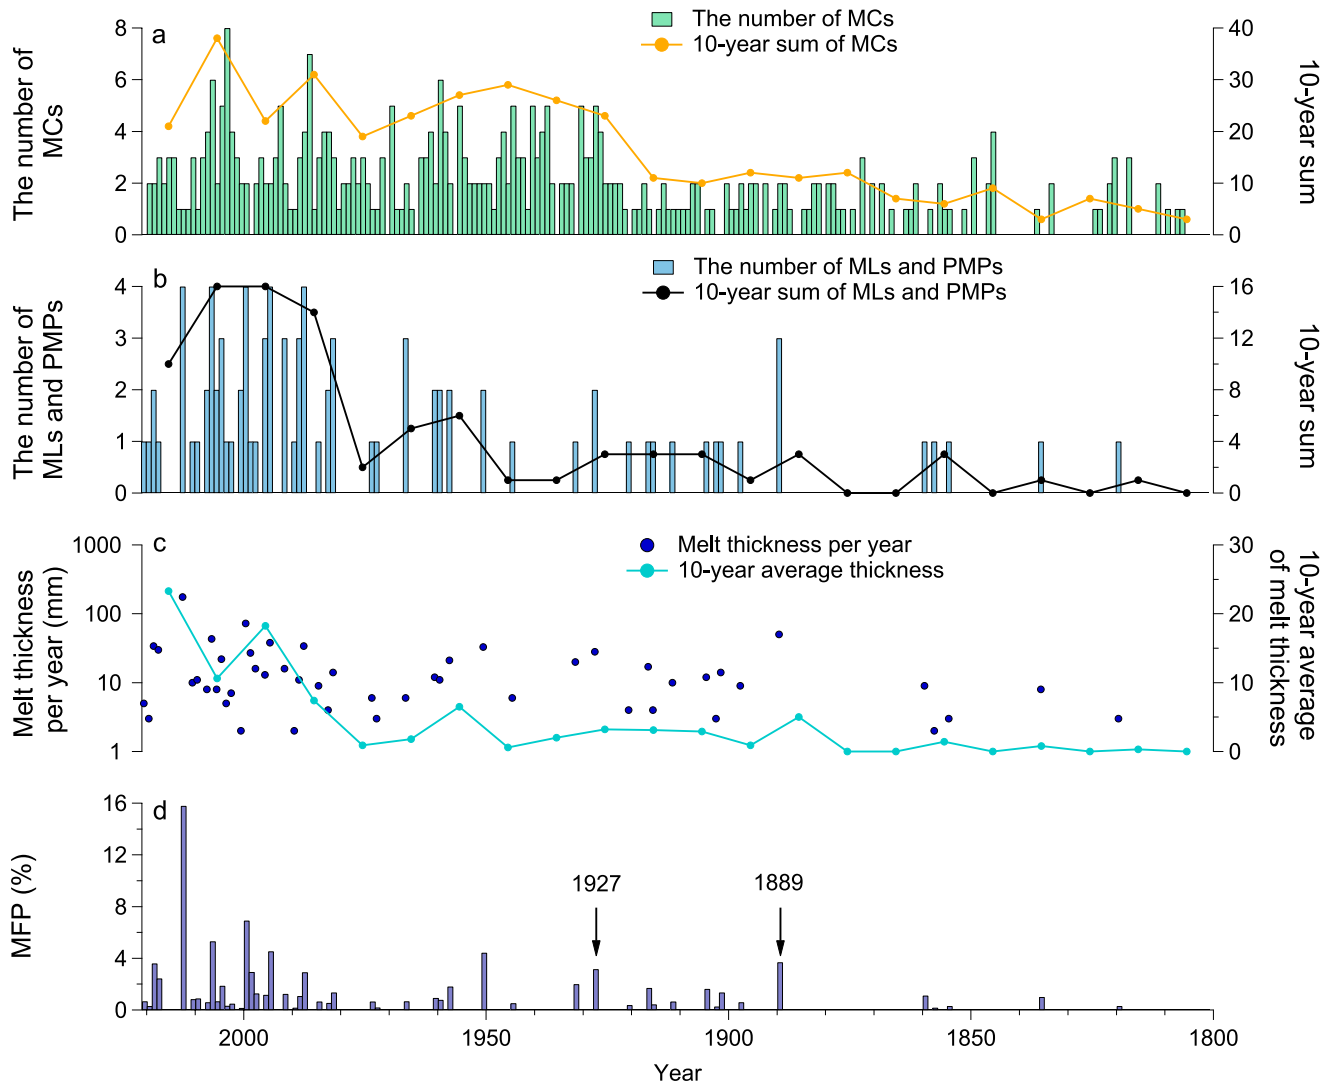 a
The number of MCs
10-year sum of MCs
The number of
MCs
8
6
4
2
0
40
30
20
10
0
10-year sum
b
The number of MLs and PMPs
10-year sum of MLs and PMPs
The number of
MLs and PMPs
4
3
2
1
0
16
12
8
4
0
10-year sum
c
Melt thickness per year
10-year average thickness
Melt thickness
per year (mm)
1000
100
10
1
30
20
10
0
10-year average
of melt thickness
d
MFP (%)
16
12
8
4
0
1927
1889
2000
1950
1900
1850
1800
Year